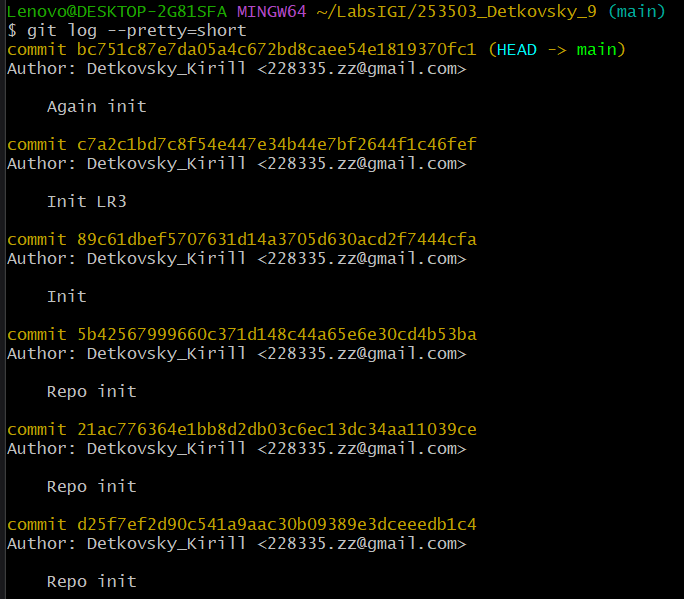 Lenovo@DESKTOP-2G81SFA MINGW64 ~/LabsIGI/253503_Detkovsky_9 (main)
$ git log --pretty=short
commit bc751c87e7da05a4c672bd8caee54e1819370fc1 (HEAD -> main)
Author: Detkovsky_Kirill <228335.zz@gmail.com>
Again init
commit c7a2c1bd7c8f54e447e34b44e7bf2644f1c46fef
Author: Detkovsky_Kirill <228335.zz@gmail.com>
Init LR3
commit 89c61dbef5707631d14a3705d630acd2f7444cfa
Author: Detkovsky_Kirill <228335.zz@gmail.com>
Init
commit 5b42567999660c371d148c44a65e6e30cd4b53ba
Author: Detkovsky_Kirill <228335.zz@gmail.com>
Repo init
commit 21ac776364e1bb8d2db03c6ec13dc34aa11039ce
Author: Detkovsky_Kirill <228335.zz@gmail.com>
Repo init
commit d25f7ef2d90c541a9aac30b09389e3dceeedb1c4
Author: Detkovsky_Kirill <228335.zz@gmail.com>
Repo init